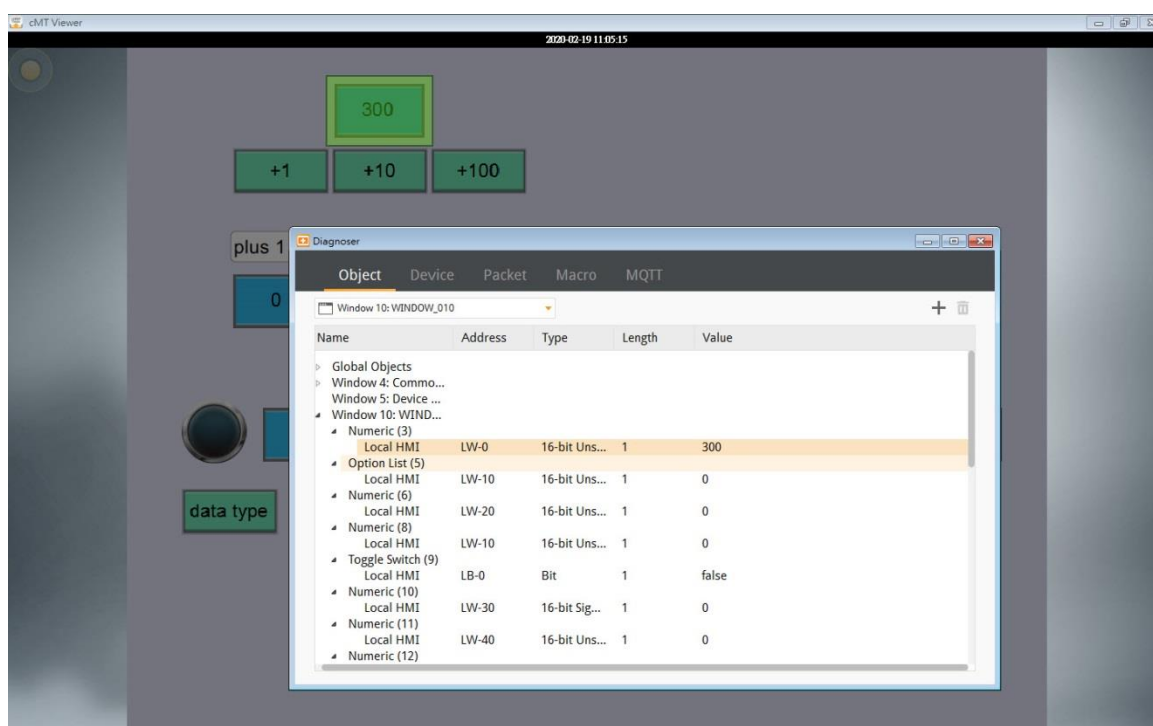 cMT Viewer
2020-02-19 11:05:15
300
+1 +10 +100
plus 1
0
data type
Diagnoser
Object Device Packet Macro MQTT
Window 10: WINDOW_010
Name Address Type Length Value
Global Objects
Window 4: Commo...
Window 5: Device ...
Window 10: WIND...
Numeric (3)
Local HMI LW-0 16-bit Uns... 1 300
Option List (5)
Local HMI LW-10 16-bit Uns... 1 0
Numeric (6)
Local HMI LW-20 16-bit Uns... 1 0
Numeric (8)
Local HMI LW-10 16-bit Uns... 1 0
Toggle Switch (9)
Local HMI LB-0 Bit 1 false
Numeric (10)
Local HMI LW-30 16-bit Sig... 1 0
Numeric (11)
Local HMI LW-40 16-bit Uns... 1 0
Numeric (12)